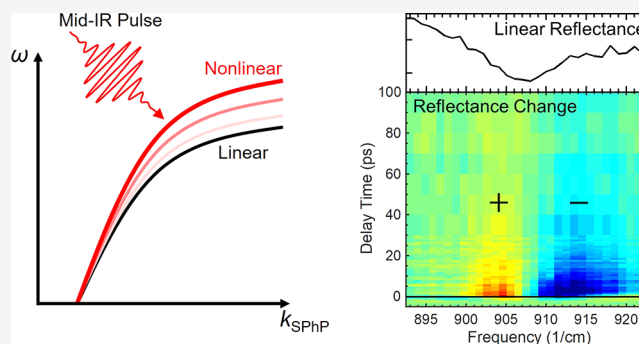 Mid-IR Pulse
ω
Nonlinear
Linear
kSPhP
Linear Reflectance
Reflectance Change
+
−
Delay Time (ps)
100
80
60
40
20
0
895 900 905 910 915 920
Frequency (1/cm)